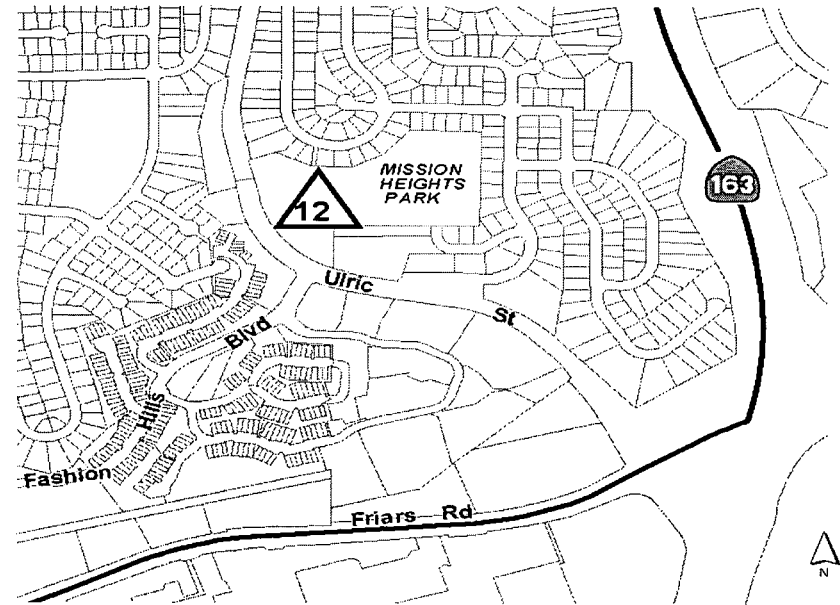 163
MISSION
HEIGHTS
PARK
12
Ulric
St
Blvd
Hills
Fashion
Friars Rd
N